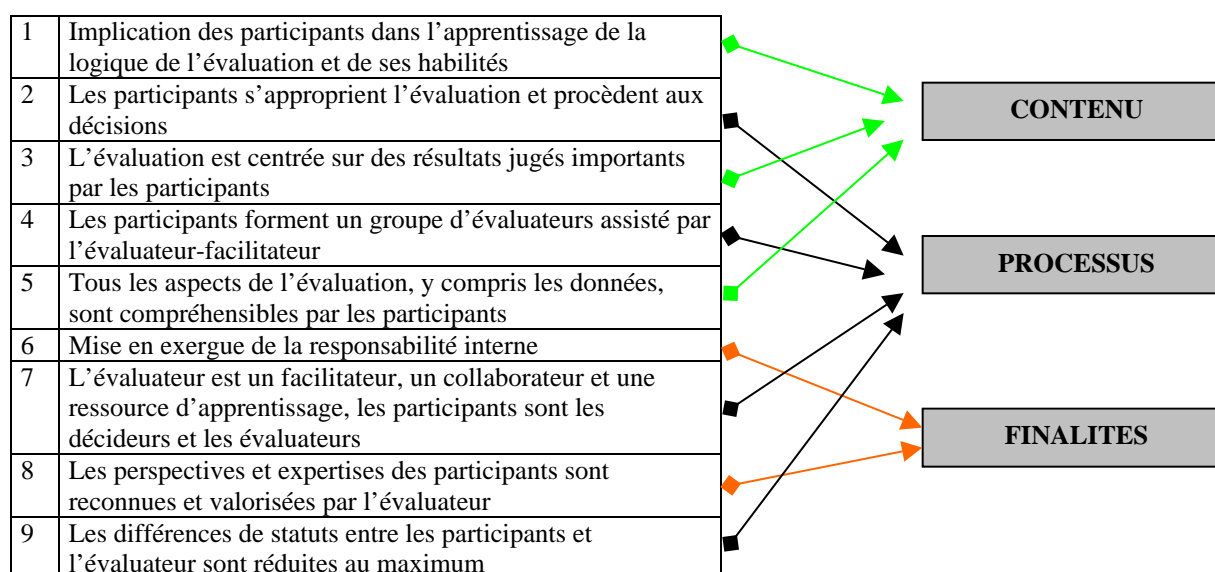 1 Implication des participants dans l’apprentissage de la
logique de l’évaluation et de ses habilités
2 Les participants s’approprient l’évaluation et procèdent aux
décisions
3 L’évaluation est centrée sur des résultats jugés importants
par les participants
4 Les participants forment un groupe d’évaluateurs assisté par
l’évaluateur-facilitateur
5 Tous les aspects de l’évaluation, y compris les données,
sont compréhensibles par les participants
6 Mise en exergue de la responsabilité interne
7 L’évaluateur est un facilitateur, un collaborateur et une
ressource d’apprentissage, les participants sont les
décideurs et les évaluateurs
8 Les perspectives et expertises des participants sont
reconnues et valorisées par l’évaluateur
9 Les différences de statuts entre les participants et
l’évaluateur sont réduites au maximum
CONTENU
PROCESSUS
FINALITES